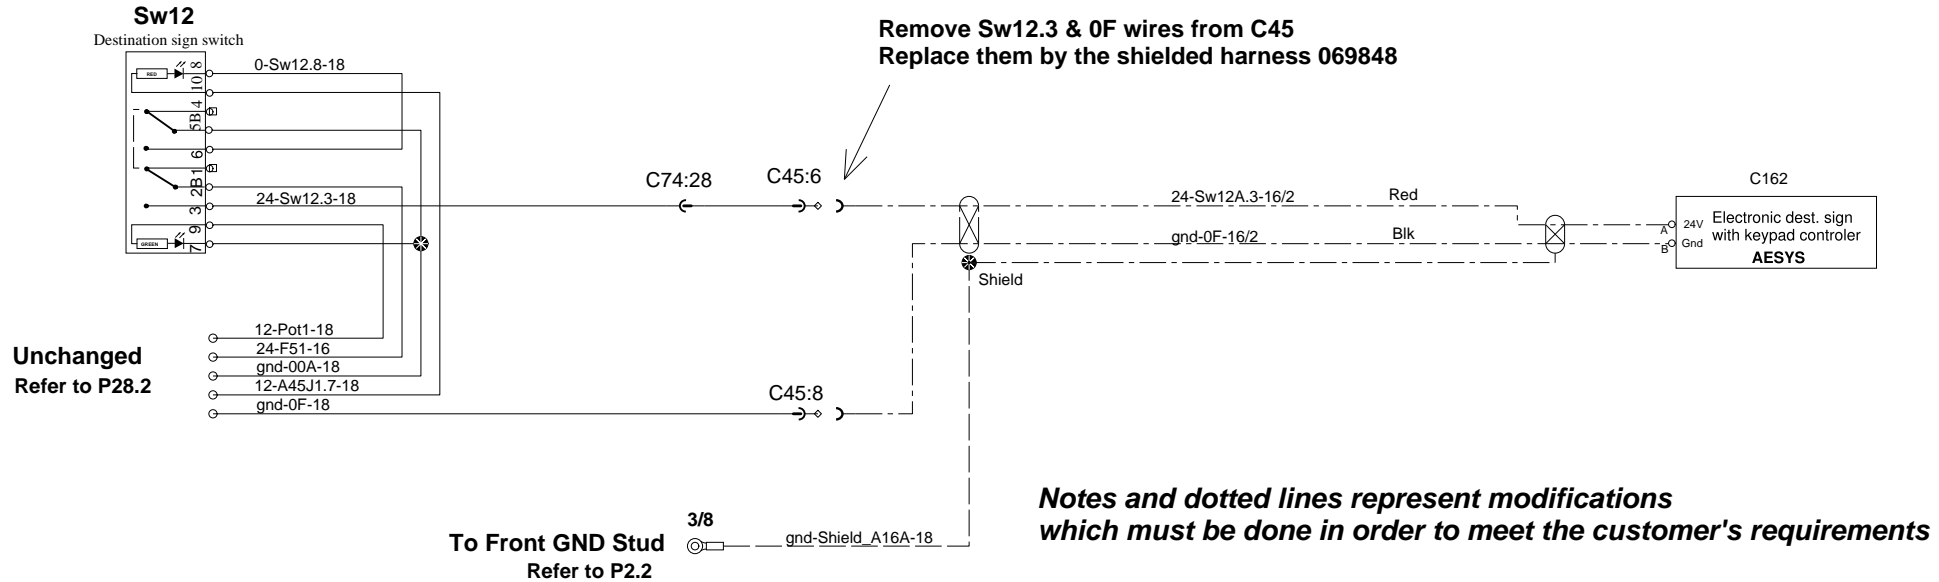 Sw12
Destination sign switch
Remove Sw12.3 & 0F wires from C45
Replace them by the shielded harness 069848
RED
8
10
4
5B
6
1
2B
3
9
7
GREEN
0-Sw12.8-18
24-Sw12.3-18
C74:28
C45:6
24-Sw12A.3-16/2
Red
gnd-0F-16/2
Blk
Shield
C162
A
24V
B
Gnd
Electronic dest. sign
with keypad controler
AESYS
Unchanged
Refer to P28.2
12-Pot1-18
24-F51-16
gnd-00A-18
12-A45J1.7-18
gnd-0F-18
C45:8
To Front GND Stud
Refer to P2.2
3/8
gnd-Shield_A16A-18
Notes and dotted lines represent modifications
which must be done in order to meet the customer's requirements